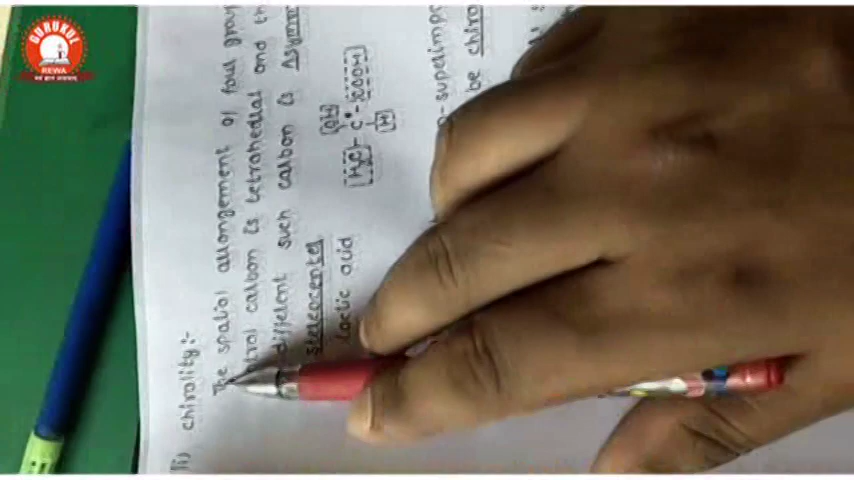 GURUKUL
REWA
(ii) chirality:-
The spatial arrangement of four grou
tral carbon is tetrahedral and th
different such carbon is Asymm
stereocenter
lactic acid
OH
H₃C - C* - COOH
H
superimpo
be chira